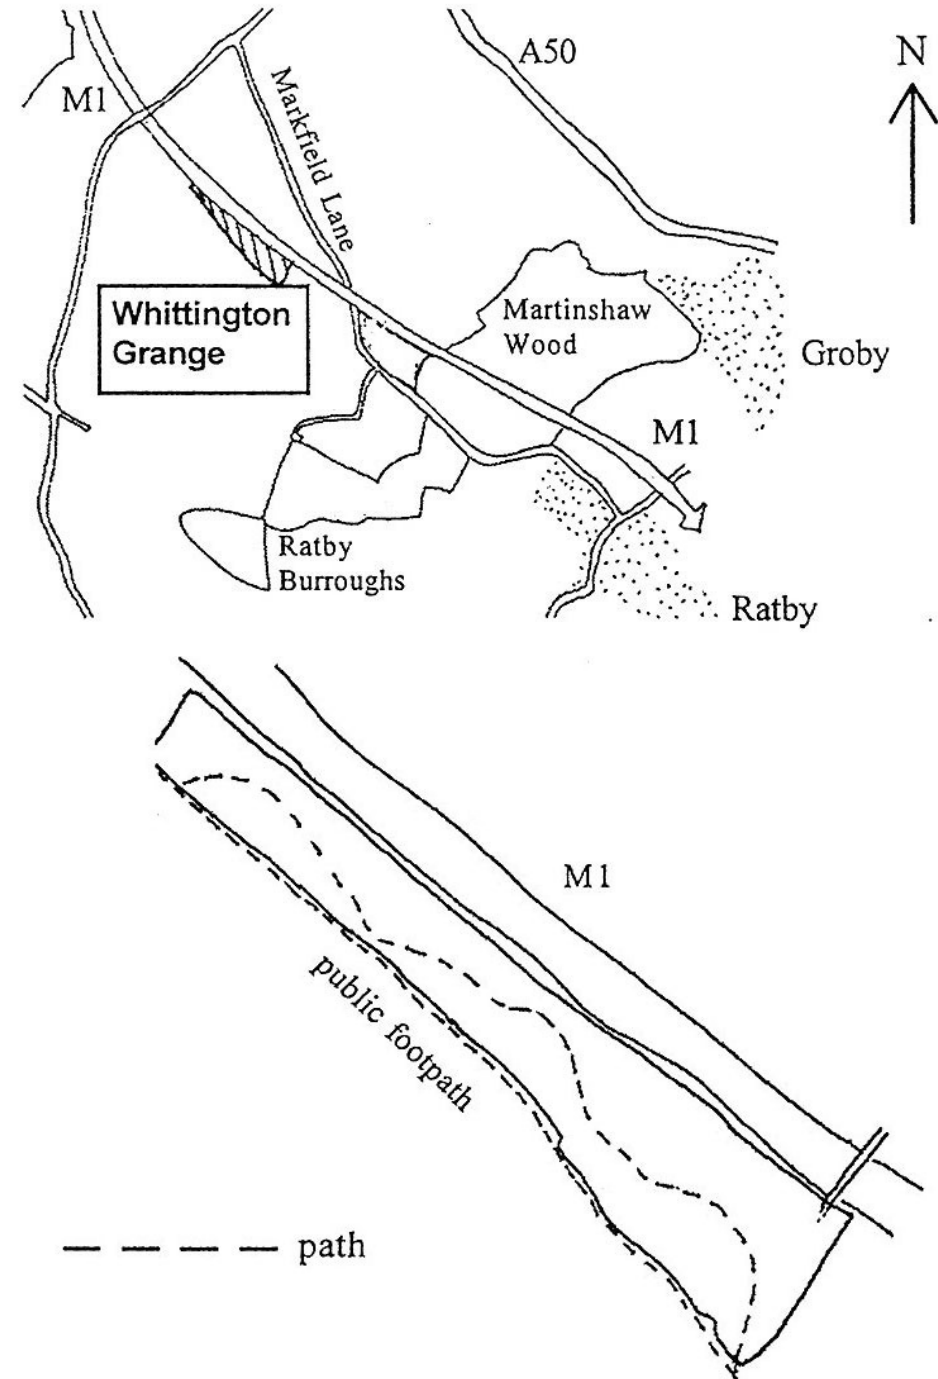 A50
N
M1
Markfield Lane
Whittington
Grange
Martinshaw
Wood
Groby
M1
Ratby
Burroughs
Ratby
M1
public footpath
path